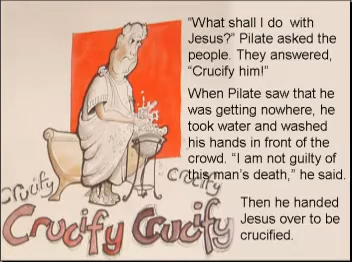 "What shall I do with
Jesus?" Pilate asked the
people. They answered,
"Crucify him!"
When Pilate saw that he
was getting nowhere, he
took water and washed
his hands in front of the
crowd. "I am not guilty of
this man's death," he said.
Then he handed
Jesus over to be
crucified.
Crucify
Crucify
Crucify Crucify